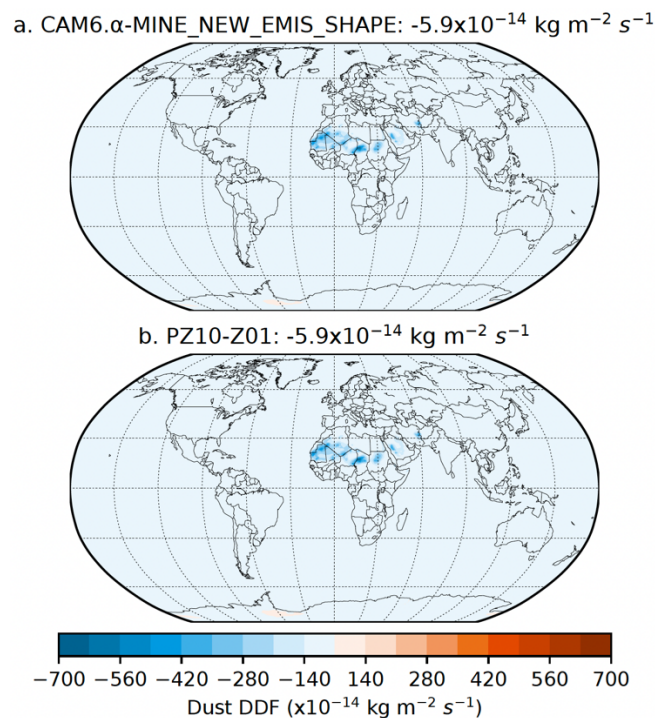 a. CAM6.α-MINE_NEW_EMIS_SHAPE: -5.9x10⁻¹⁴ kg m⁻² s⁻¹
b. PZ10-Z01: -5.9x10⁻¹⁴ kg m⁻² s⁻¹
−700 −560 −420 −280 −140 140 280 420 560 700
Dust DDF (x10⁻¹⁴ kg m⁻² s⁻¹)